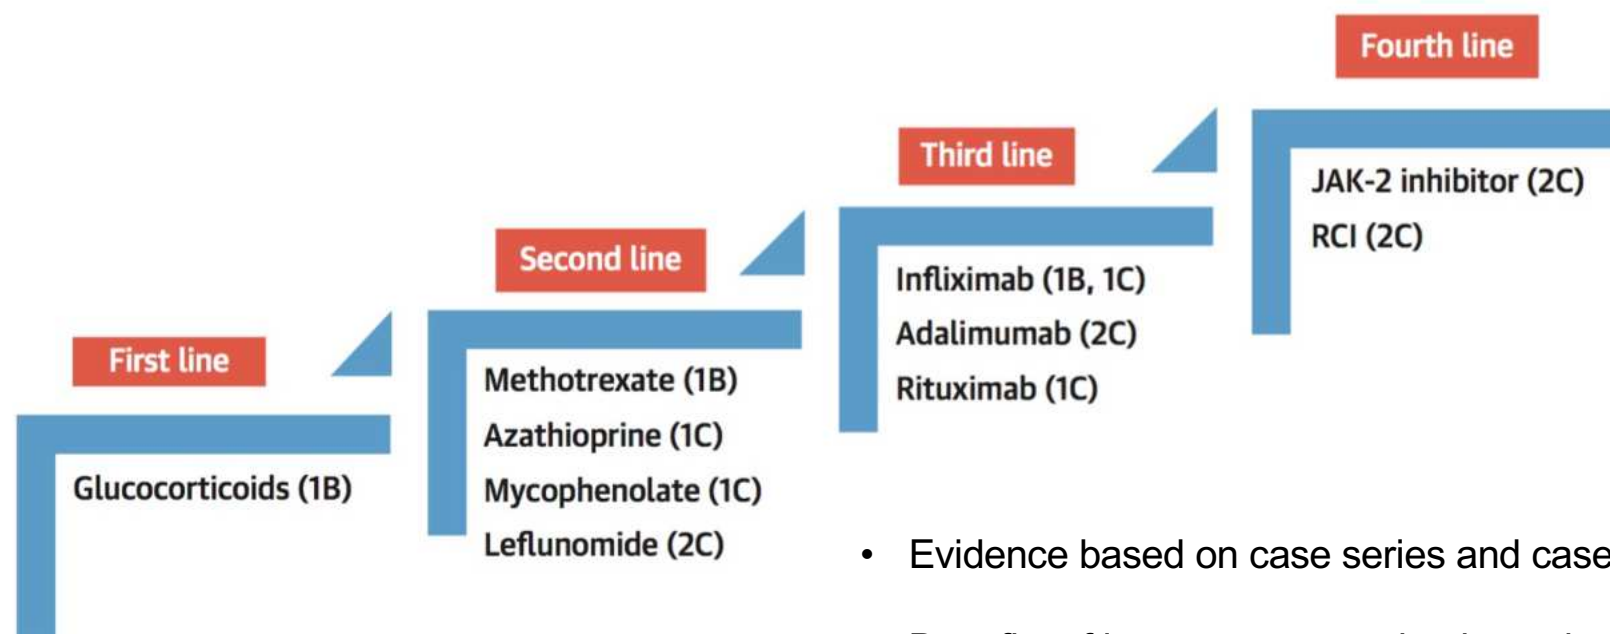 First line
Glucocorticoids (1B)
Second line
Methotrexate (1B)
Azathioprine (1C)
Mycophenolate (1C)
Leflunomide (2C)
Third line
Infliximab (1B, 1C)
Adalimumab (2C)
Rituximab (1C)
Fourth line
JAK-2 inhibitor (2C)
RCI (2C)
• Evidence based on case series and case